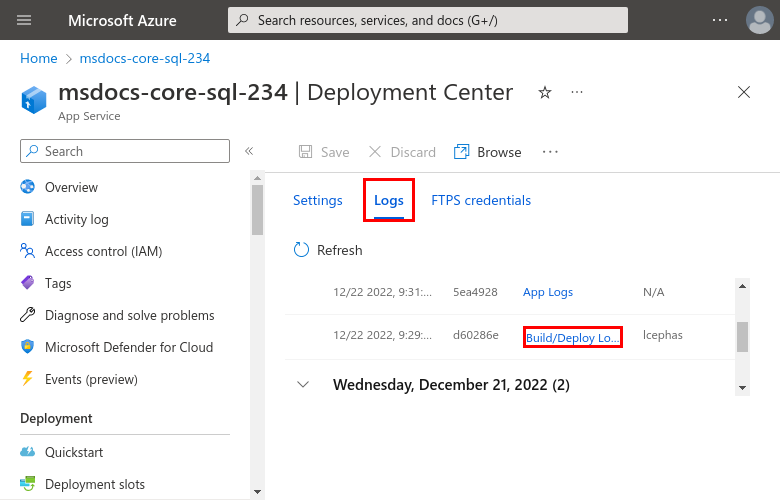 Microsoft Azure
Search resources, services, and docs (G+/)
Home > msdocs-core-sql-234
msdocs-core-sql-234 | Deployment Center
App Service
Search
Overview
Activity log
Access control (IAM)
Tags
Diagnose and solve problems
Microsoft Defender for Cloud
Events (preview)
Deployment
Quickstart
Deployment slots
Save Discard Browse
Settings Logs FTPS credentials
Refresh
12/22 2022, 9:31:... 5ea4928 App Logs N/A
12/22 2022, 9:29:... d60286e Build/Deploy Lo... lcephas
Wednesday, December 21, 2022 (2)